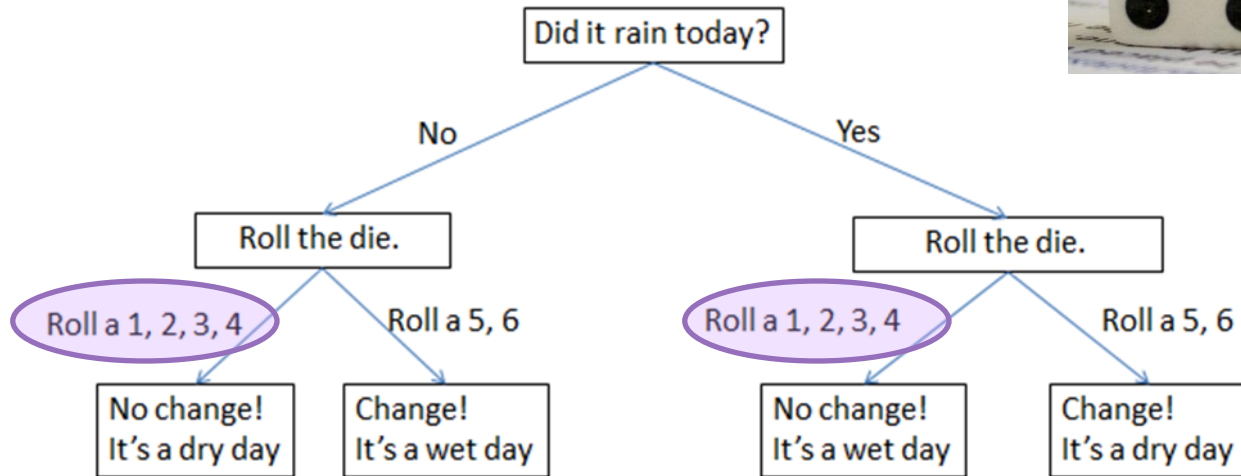 Did it rain today?
No
Yes
Roll the die.
Roll the die.
Roll a 1, 2, 3, 4
Roll a 5, 6
Roll a 1, 2, 3, 4
Roll a 5, 6
No change!
It's a dry day
Change!
It's a wet day
No change!
It's a wet day
Change!
It's a dry day